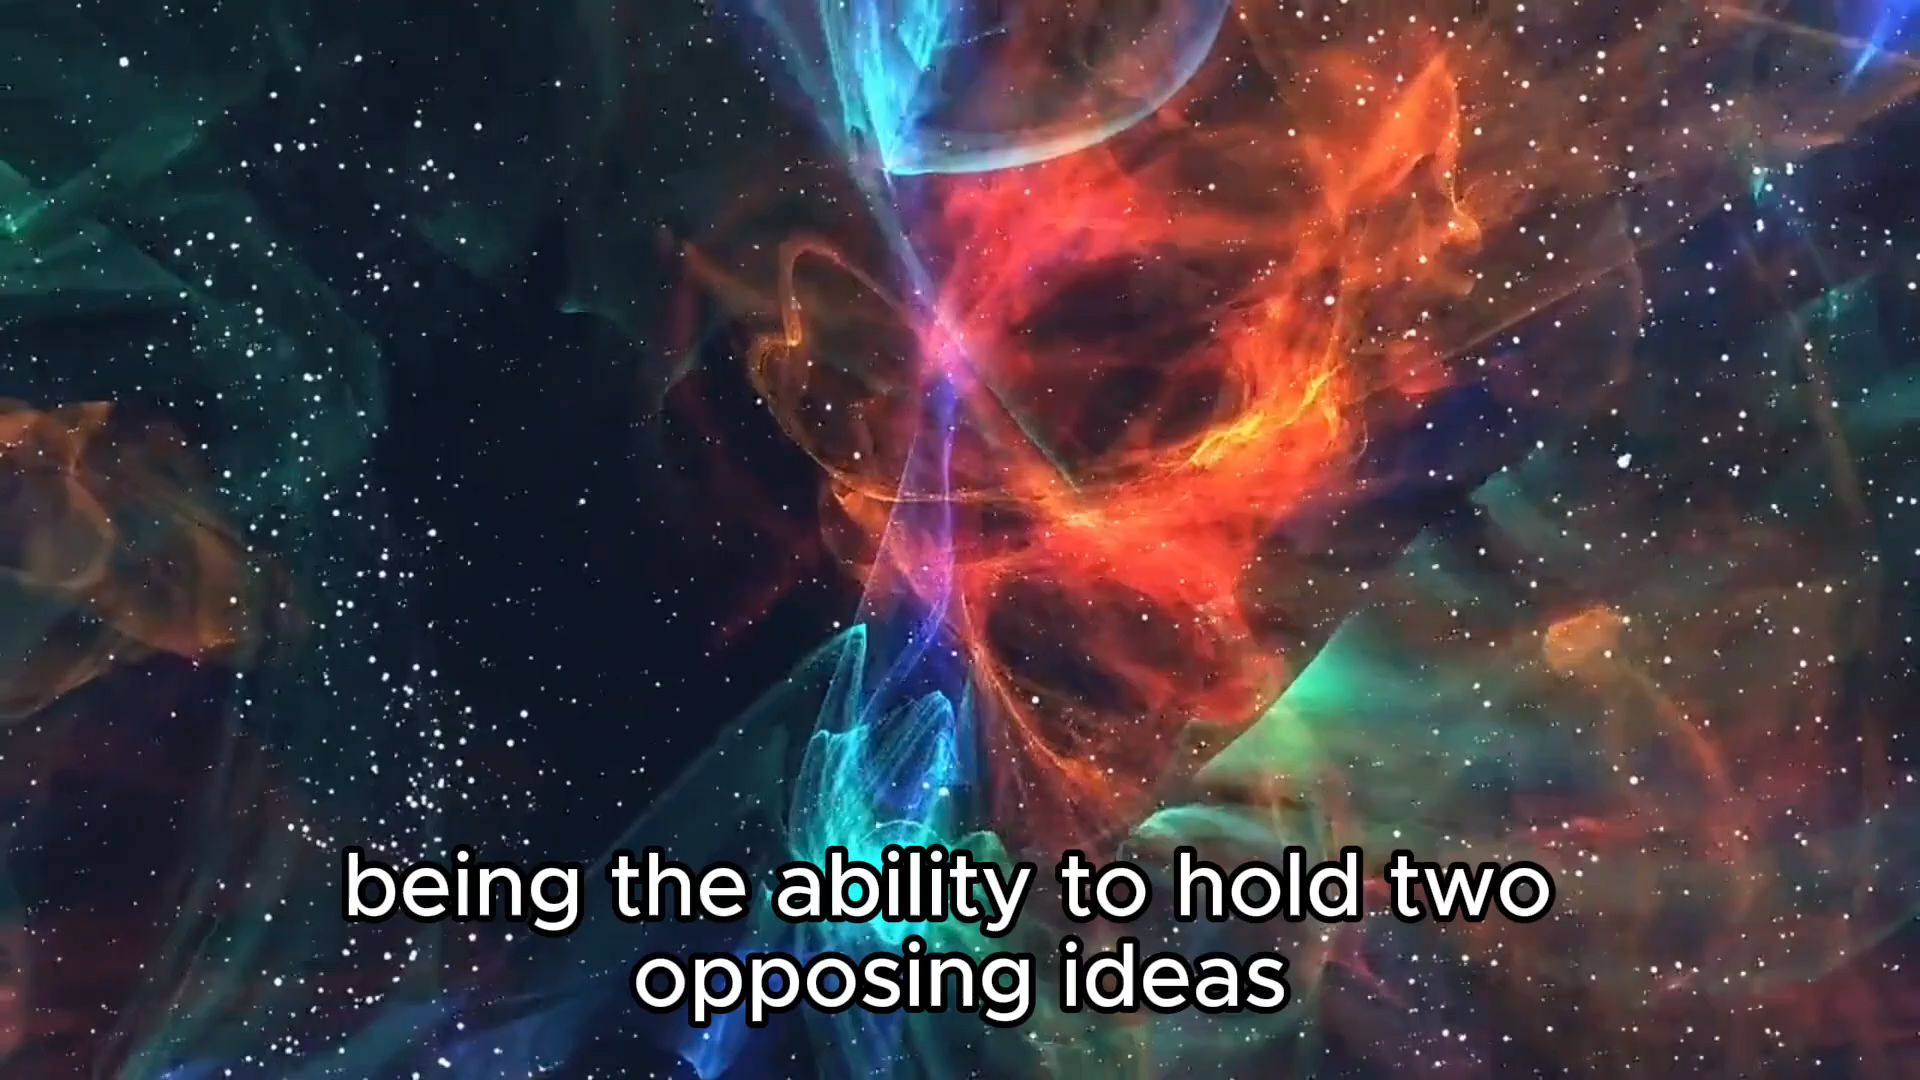 being the ability to hold two
opposing ideas